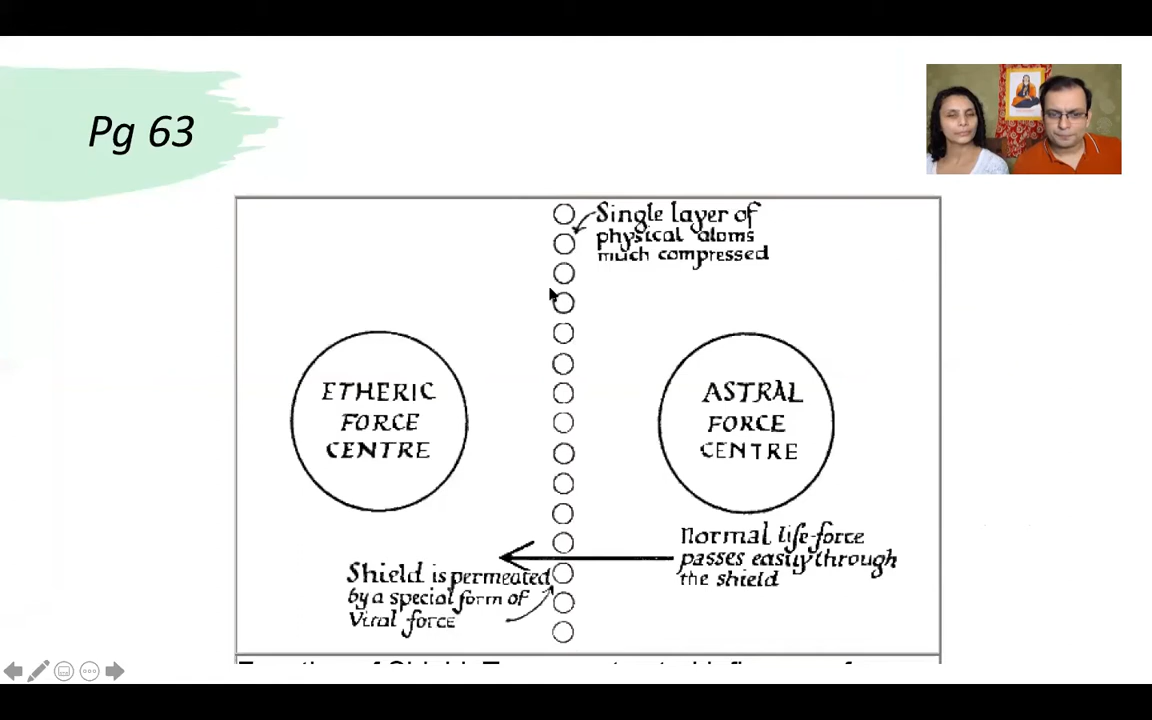 Pg 63
Single layer of
physical atoms
much compressed
ETHERIC
FORCE
CENTRE
ASTRAL
FORCE
CENTRE
Normal life-force
passes easily through
the shield
Shield is permeated
by a special form of
Vital force